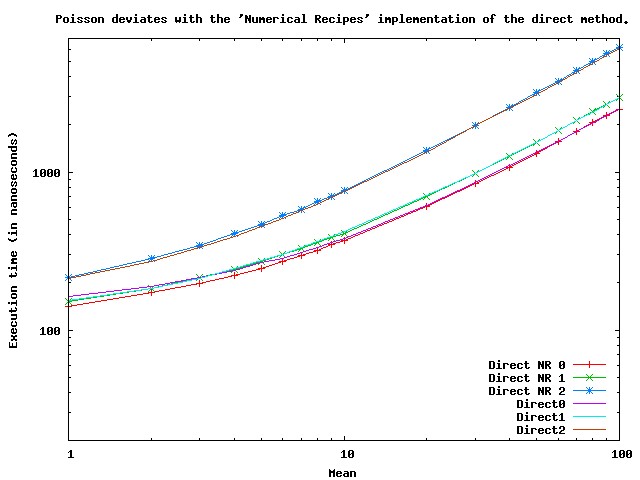 Poisson deviates with the 'Numerical Recipes' implementation of the direct method.
Execution time (in nanoseconds)
1000
100
Direct NR 0
Direct NR 1
Direct NR 2
Direct0
Direct1
Direct2
1 10 100
Mean